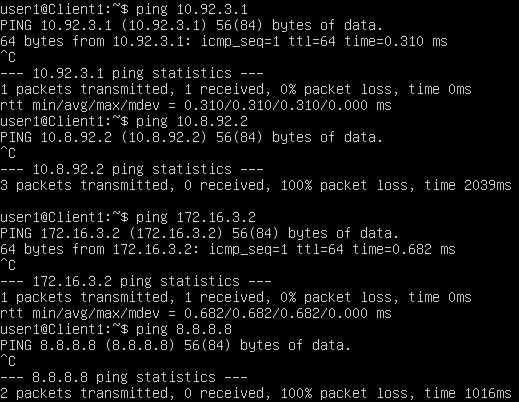 user1@Client1:~$ ping 10.92.3.1
PING 10.92.3.1 (10.92.3.1) 56(84) bytes of data.
64 bytes from 10.92.3.1: icmp_seq=1 ttl=64 time=0.310 ms
^C
--- 10.92.3.1 ping statistics ---
1 packets transmitted, 1 received, 0% packet loss, time 0ms
rtt min/avg/max/mdev = 0.310/0.310/0.310/0.000 ms
user1@Client1:~$ ping 10.8.92.2
PING 10.8.92.2 (10.8.92.2) 56(84) bytes of data.
^C
--- 10.8.92.2 ping statistics ---
3 packets transmitted, 0 received, 100% packet loss, time 2039ms

user1@Client1:~$ ping 172.16.3.2
PING 172.16.3.2 (172.16.3.2) 56(84) bytes of data.
64 bytes from 172.16.3.2: icmp_seq=1 ttl=64 time=0.682 ms
^C
--- 172.16.3.2 ping statistics ---
1 packets transmitted, 1 received, 0% packet loss, time 0ms
rtt min/avg/max/mdev = 0.682/0.682/0.682/0.000 ms
user1@Client1:~$ ping 8.8.8.8
PING 8.8.8.8 (8.8.8.8) 56(84) bytes of data.
^C
--- 8.8.8.8 ping statistics ---
2 packets transmitted, 0 received, 100% packet loss, time 1016ms